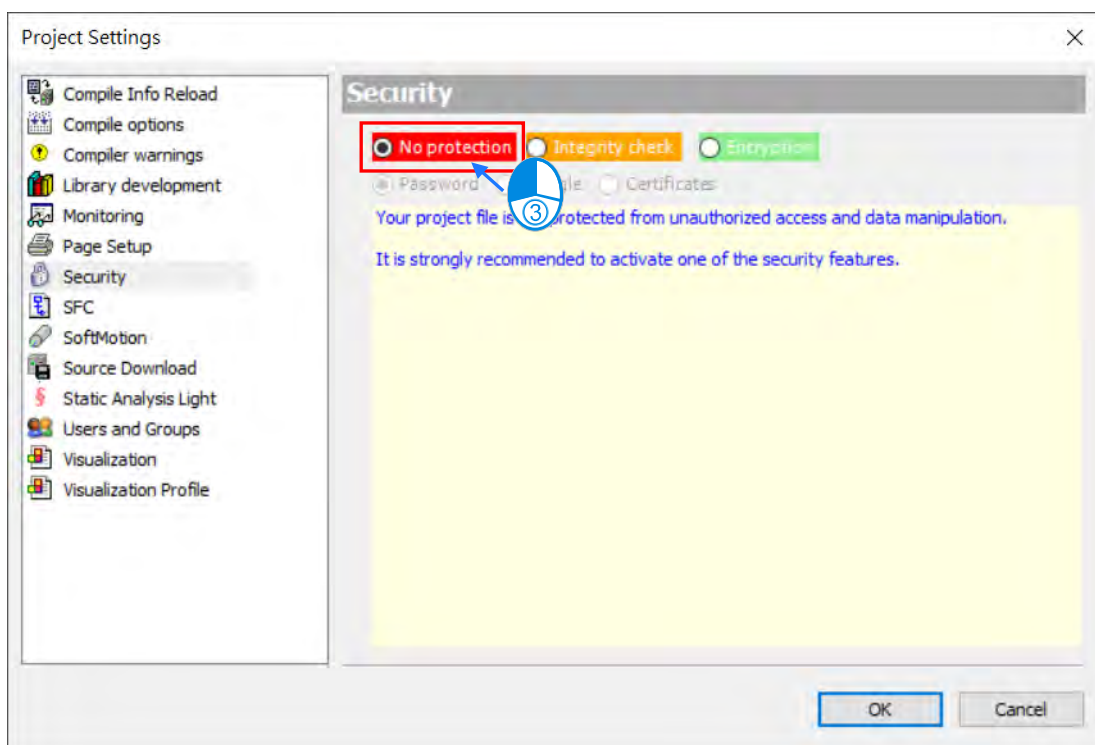 Project Settings
Compile Info Reload
Compile options
Compiler warnings
Library development
Monitoring
Page Setup
Security
SFC
SoftMotion
Source Download
Static Analysis Light
Users and Groups
Visualization
Visualization Profile
Security
No protection Integrity check Encryption
Password Certificates
③
Your project file is protected from unauthorized access and data manipulation.
It is strongly recommended to activate one of the security features.
OK Cancel